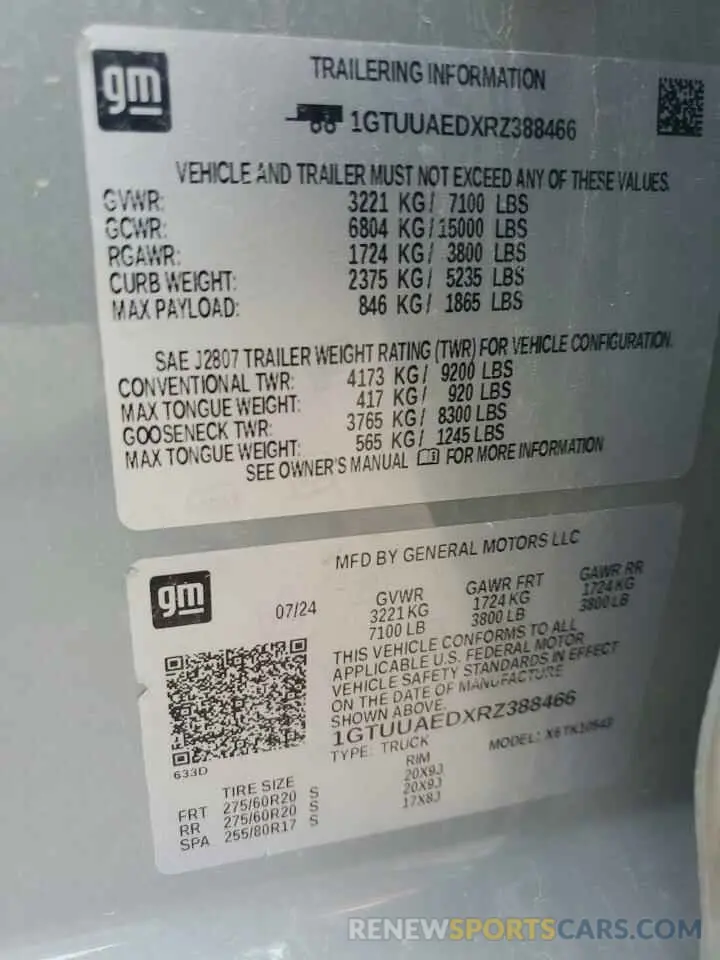 gm
TRAILERING INFORMATION
1GTUUAEDXRZ388466
VEHICLE AND TRAILER MUST NOT EXCEED ANY OF THESE VALUES.
GVWR: 3221 KG/ 7100 LBS
GCWR: 6804 KG/15000 LBS
RGAWR: 1724 KG/ 3800 LBS
CURB WEIGHT: 2375 KG/ 5235 LBS
MAX PAYLOAD: 846 KG/ 1865 LBS
SAE J2807 TRAILER WEIGHT RATING (TWR) FOR VEHICLE CONFIGURATION.
CONVENTIONAL TWR: 4173 KG/ 9200 LBS
MAX TONGUE WEIGHT: 417 KG/ 920 LBS
GOOSENECK TWR: 3765 KG/ 8300 LBS
MAX TONGUE WEIGHT: 565 KG/ 1245 LBS
SEE OWNER'S MANUAL FOR MORE INFORMATION
gm
MFD BY GENERAL MOTORS LLC
07/24
GVWR GAWR FRT GAWR RR
3221 KG 1724 KG 1724 KG
7100 LB 3800 LB 3800 LB
THIS VEHICLE CONFORMS TO ALL
APPLICABLE U.S. FEDERAL MOTOR
VEHICLE SAFETY STANDARDS IN EFFECT
ON THE DATE OF MANUFACTURE
SHOWN ABOVE.
1GTUUAEDXRZ388466
TYPE: TRUCK MODEL:
633D
TIRE SIZE RIM
FRT 275/60R20 S 20X9J
RR 275/60R20 S 20X9J
SPA 255/80R17 S 17X8J
RENEWSPORTSCARS.COM